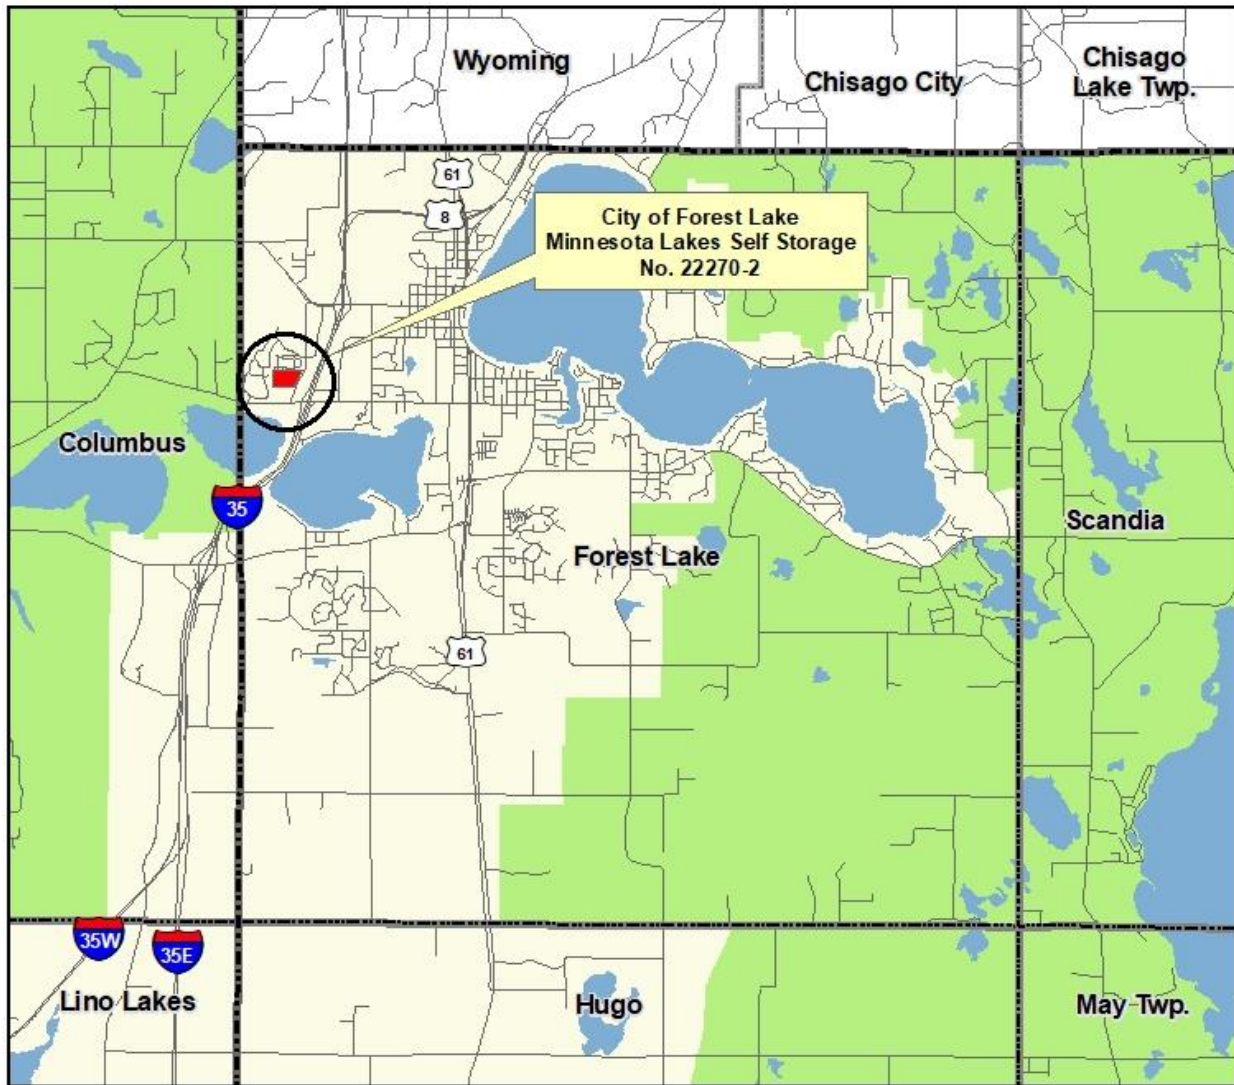 Wyoming
Chisago City
Chisago
Lake Twp.
61
8
City of Forest Lake
Minnesota Lakes Self Storage
No. 22270-2
Columbus
35
Scandia
Forest Lake
61
35W
35E
Lino Lakes
Hugo
May Twp.